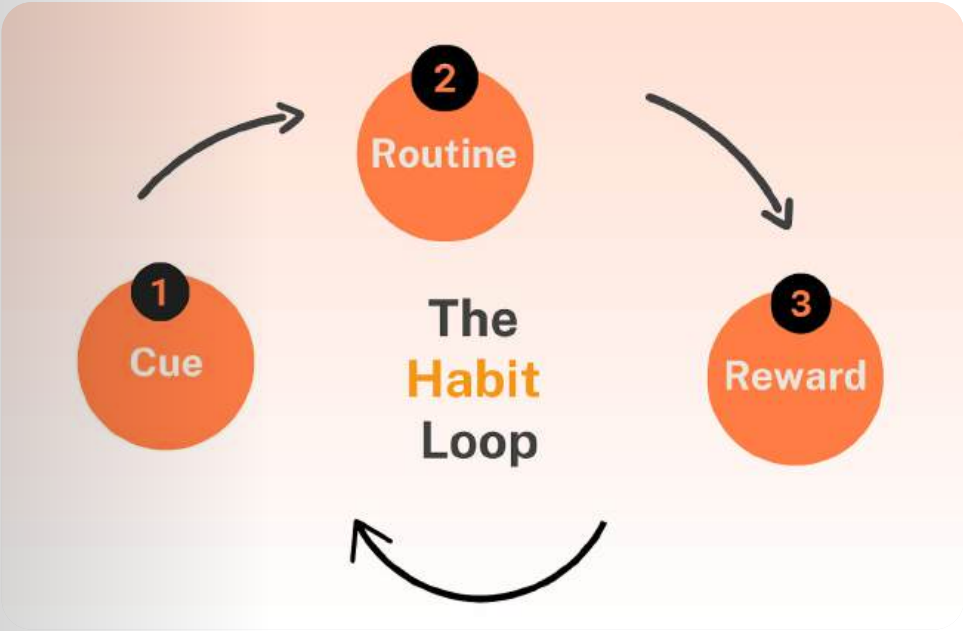 1
Cue
2
Routine
3
Reward
The
Habit
Loop